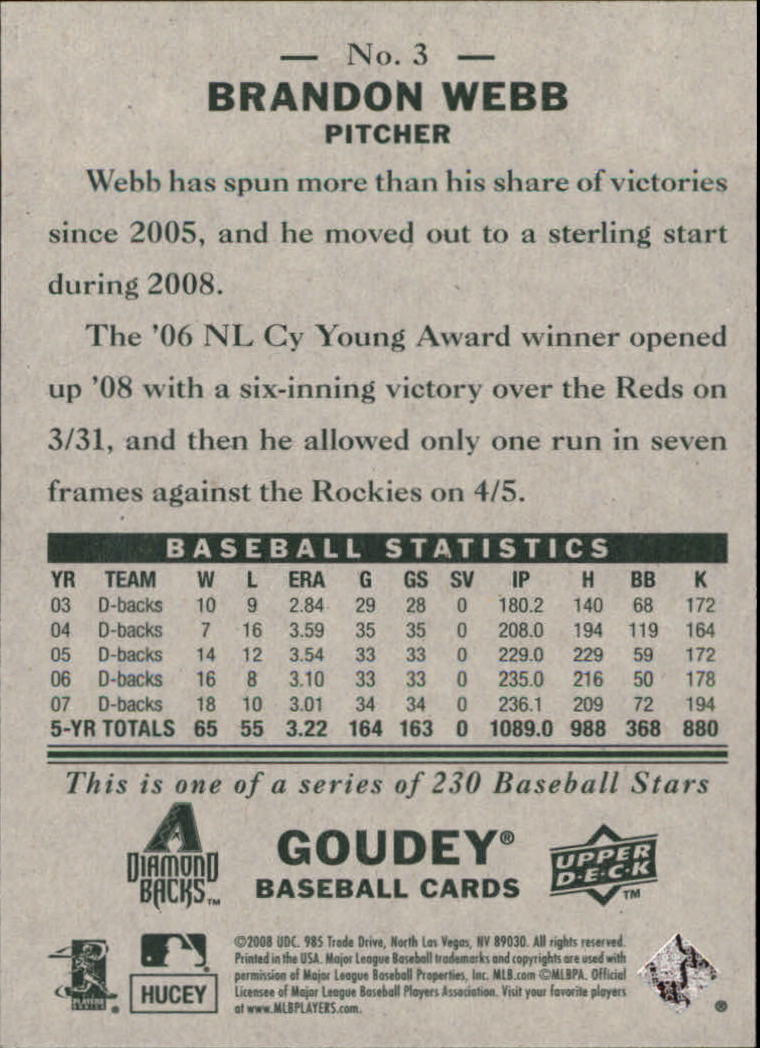 — No. 3 —
BRANDON WEBB
PITCHER
Webb has spun more than his share of victories
since 2005, and he moved out to a sterling start
during 2008.
The '06 NL Cy Young Award winner opened
up '08 with a six-inning victory over the Reds on
3/31, and then he allowed only one run in seven
frames against the Rockies on 4/5.
BASEBALL STATISTICS
YR TEAM W L ERA G GS SV IP H BB K
03 D-backs 10 9 2.84 29 28 0 180.2 140 68 172
04 D-backs 7 16 3.59 35 35 0 208.0 194 119 164
05 D-backs 14 12 3.54 33 33 0 229.0 229 59 172
06 D-backs 16 8 3.10 33 33 0 235.0 216 50 178
07 D-backs 18 10 3.01 34 34 0 236.1 209 72 194
5-YR TOTALS 65 55 3.22 164 163 0 1089.0 988 368 880
This is one of a series of 230 Baseball Stars
A
DIAMOND
BACKS™
GOUDEY®
BASEBALL CARDS
UPPER
D·E·C·K
™
PLAYERS
CHOICE
HUCEY
©2008 UDC. 985 Trade Drive, North Las Vegas, NV 89030. All rights reserved.
Printed in the USA. Major League Baseball trademarks and copyrights are used with
permission of Major League Baseball Properties, Inc. MLB.com ©MLBPA. Official
Licensee of Major League Baseball Players Association. Visit your favorite players
at www.MLBPLAYERS.com.
®